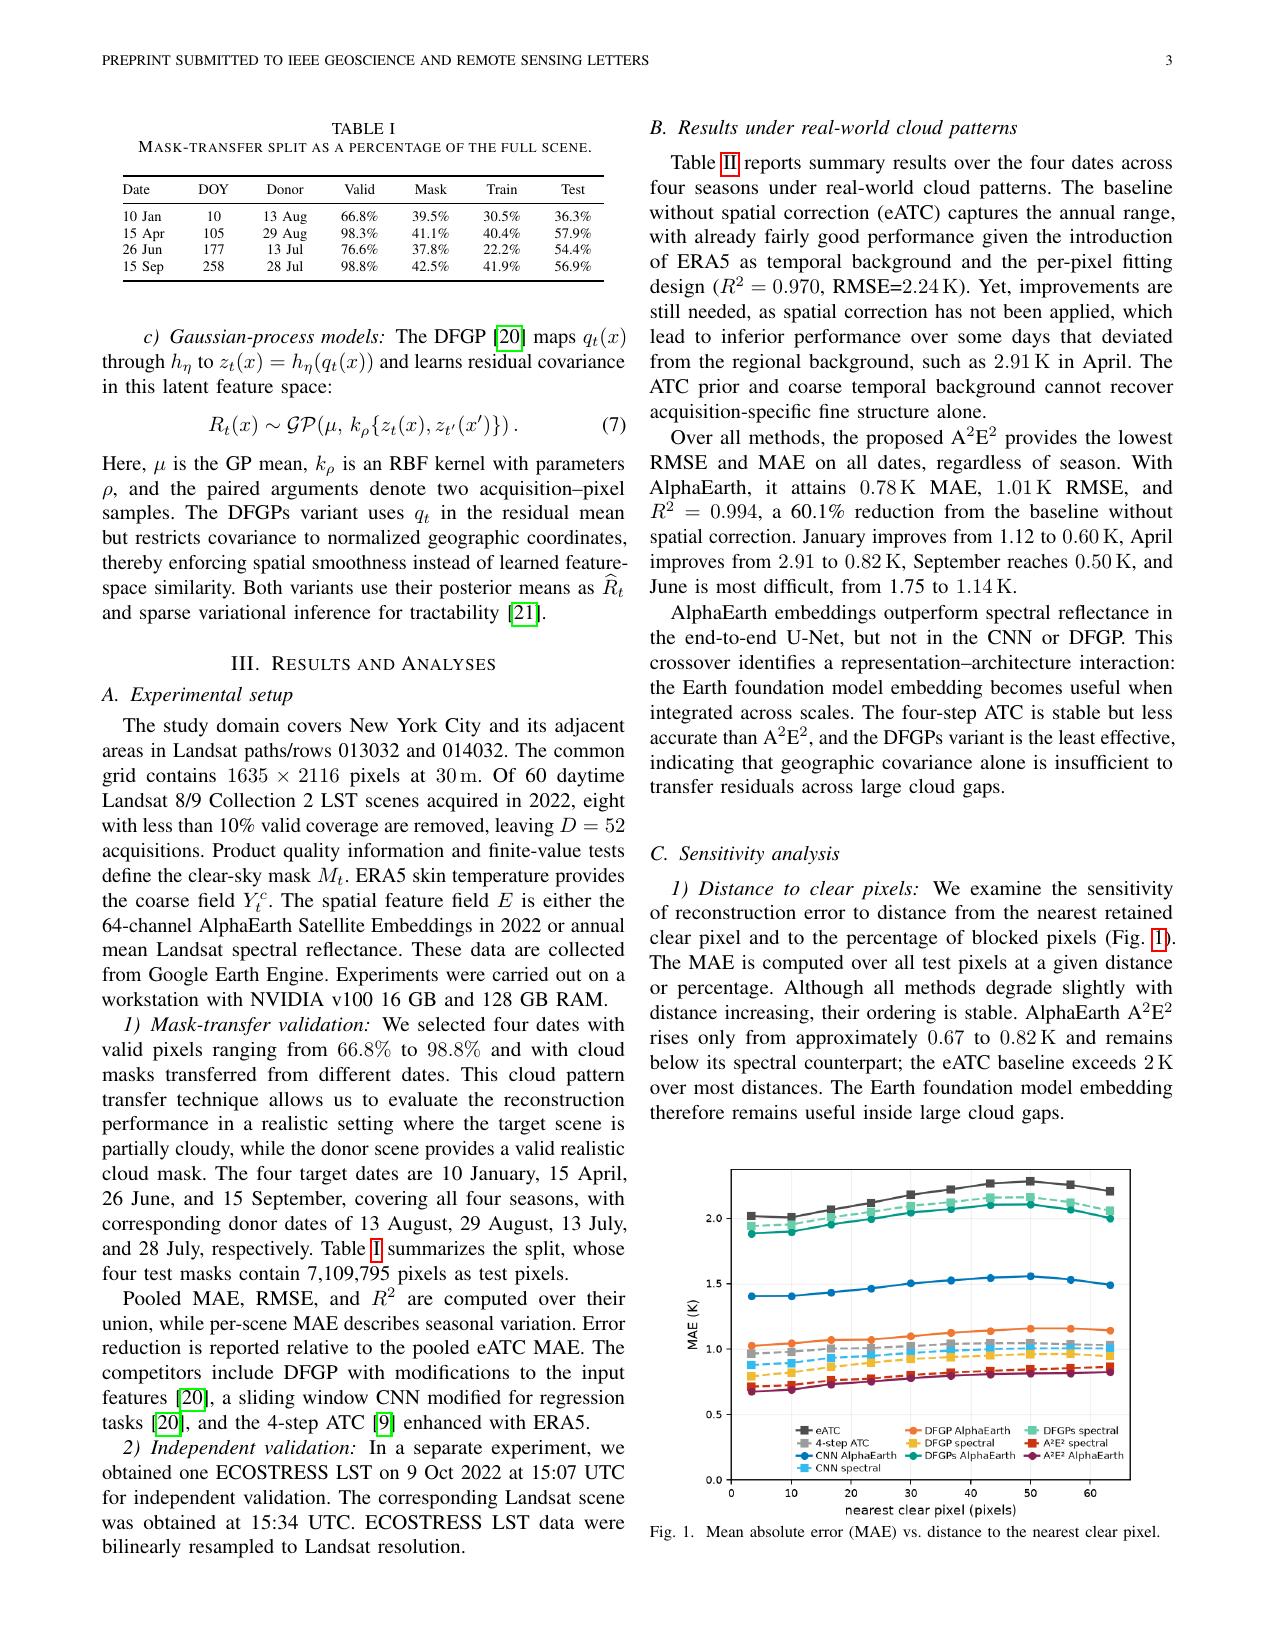 PREPRINT SUBMITTED TO IEEE GEOSCIENCE AND REMOTE SENSING LETTERS 3
TABLE I
MASK-TRANSFER SPLIT AS A PERCENTAGE OF THE FULL SCENE.
Date DOY Donor Valid Mask Train Test
10 Jan 10 13 Aug 66.8% 39.5% 30.5% 36.3%
15 Apr 105 29 Aug 98.3% 41.1% 40.4% 57.9%
26 Jun 177 13 Jul 76.6% 37.8% 22.2% 54.4%
15 Sep 258 28 Jul 98.8% 42.5% 41.9% 56.9%
c) Gaussian-process models: The DFGP [20] maps q_t(x)
through h_η to z_t(x) = h_η(q_t(x)) and learns residual covariance
in this latent feature space:
R_t(x) ∼ 𝒢𝒫(μ, k_ρ{z_t(x), z_t′(x′)}) . (7)
Here, μ is the GP mean, k_ρ is an RBF kernel with parameters
ρ, and the paired arguments denote two acquisition–pixel
samples. The DFGPs variant uses q_t in the residual mean
but restricts covariance to normalized geographic coordinates,
thereby enforcing spatial smoothness instead of learned feature-
space similarity. Both variants use their posterior means as R̂_t
and sparse variational inference for tractability [21].
III. RESULTS AND ANALYSES
A. Experimental setup
The study domain covers New York City and its adjacent
areas in Landsat paths/rows 013032 and 014032. The common
grid contains 1635 × 2116 pixels at 30 m. Of 60 daytime
Landsat 8/9 Collection 2 LST scenes acquired in 2022, eight
with less than 10% valid coverage are removed, leaving D = 52
acquisitions. Product quality information and finite-value tests
define the clear-sky mask M_t. ERA5 skin temperature provides
the coarse field Y_t^c. The spatial feature field E is either the
64-channel AlphaEarth Satellite Embeddings in 2022 or annual
mean Landsat spectral reflectance. These data are collected
from Google Earth Engine. Experiments were carried out on a
workstation with NVIDIA v100 16 GB and 128 GB RAM.
1) Mask-transfer validation: We selected four dates with
valid pixels ranging from 66.8% to 98.8% and with cloud
masks transferred from different dates. This cloud pattern
transfer technique allows us to evaluate the reconstruction
performance in a realistic setting where the target scene is
partially cloudy, while the donor scene provides a valid realistic
cloud mask. The four target dates are 10 January, 15 April,
26 June, and 15 September, covering all four seasons, with
corresponding donor dates of 13 August, 29 August, 13 July,
and 28 July, respectively. Table I summarizes the split, whose
four test masks contain 7,109,795 pixels as test pixels.
Pooled MAE, RMSE, and R² are computed over their
union, while per-scene MAE describes seasonal variation. Error
reduction is reported relative to the pooled eATC MAE. The
competitors include DFGP with modifications to the input
features [20], a sliding window CNN modified for regression
tasks [20], and the 4-step ATC [9] enhanced with ERA5.
2) Independent validation: In a separate experiment, we
obtained one ECOSTRESS LST on 9 Oct 2022 at 15:07 UTC
for independent validation. The corresponding Landsat scene
was obtained at 15:34 UTC. ECOSTRESS LST data were
bilinearly resampled to Landsat resolution.
B. Results under real-world cloud patterns
Table II reports summary results over the four dates across
four seasons under real-world cloud patterns. The baseline
without spatial correction (eATC) captures the annual range,
with already fairly good performance given the introduction
of ERA5 as temporal background and the per-pixel fitting
design (R² = 0.970, RMSE=2.24 K). Yet, improvements are
still needed, as spatial correction has not been applied, which
lead to inferior performance over some days that deviated
from the regional background, such as 2.91 K in April. The
ATC prior and coarse temporal background cannot recover
acquisition-specific fine structure alone.
Over all methods, the proposed A²E² provides the lowest
RMSE and MAE on all dates, regardless of season. With
AlphaEarth, it attains 0.78 K MAE, 1.01 K RMSE, and
R² = 0.994, a 60.1% reduction from the baseline without
spatial correction. January improves from 1.12 to 0.60 K, April
improves from 2.91 to 0.82 K, September reaches 0.50 K, and
June is most difficult, from 1.75 to 1.14 K.
AlphaEarth embeddings outperform spectral reflectance in
the end-to-end U-Net, but not in the CNN or DFGP. This
crossover identifies a representation–architecture interaction:
the Earth foundation model embedding becomes useful when
integrated across scales. The four-step ATC is stable but less
accurate than A²E², and the DFGPs variant is the least effective,
indicating that geographic covariance alone is insufficient to
transfer residuals across large cloud gaps.
C. Sensitivity analysis
1) Distance to clear pixels: We examine the sensitivity
of reconstruction error to distance from the nearest retained
clear pixel and to the percentage of blocked pixels (Fig. 1).
The MAE is computed over all test pixels at a given distance
or percentage. Although all methods degrade slightly with
distance increasing, their ordering is stable. AlphaEarth A²E²
rises only from approximately 0.67 to 0.82 K and remains
below its spectral counterpart; the eATC baseline exceeds 2 K
over most distances. The Earth foundation model embedding
therefore remains useful inside large cloud gaps.
2.0
1.5
1.0
0.5
0.0
MAE (K)
eATC DFGP AlphaEarth DFGPs spectral
4-step ATC DFGP spectral A²E² spectral
CNN AlphaEarth DFGPs AlphaEarth A²E² AlphaEarth
CNN spectral
0 10 20 30 40 50 60
nearest clear pixel (pixels)
Fig. 1. Mean absolute error (MAE) vs. distance to the nearest clear pixel.